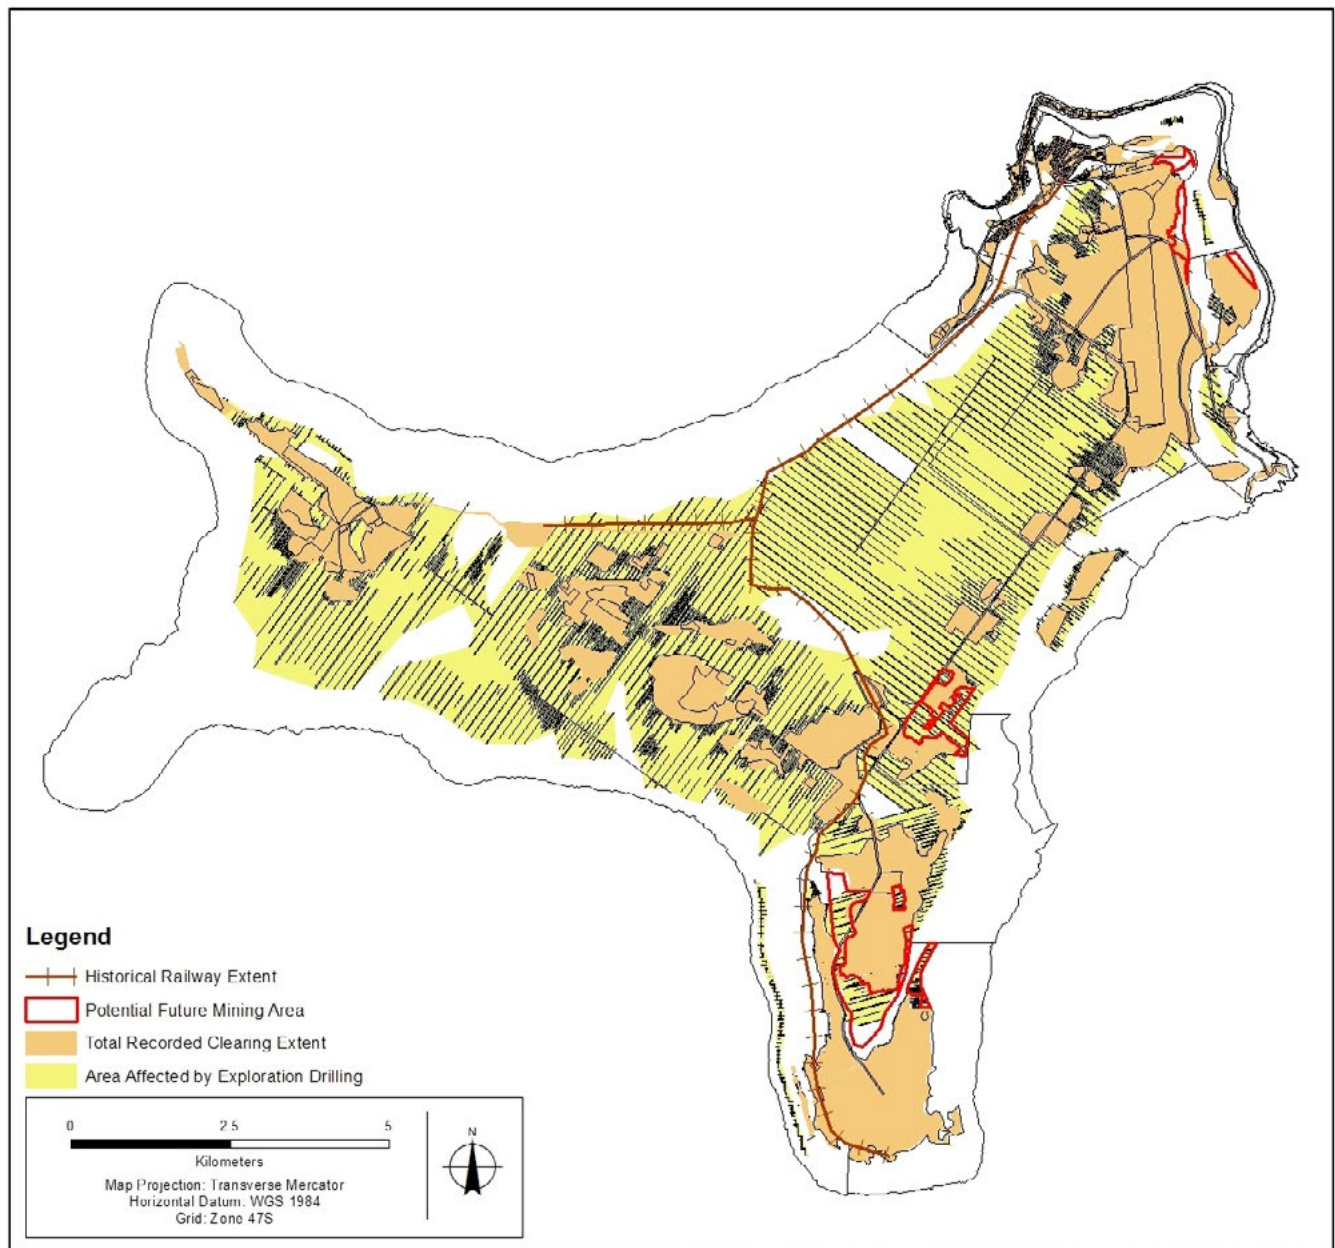 Legend
Historical Railway Extent
Potential Future Mining Area
Total Recorded Clearing Extent
Area Affected by Exploration Drilling
0 2.5 5
Kilometers
Map Projection: Transverse Mercator
Horizontal Datum: WGS 1984
Grid: Zone 47S
N